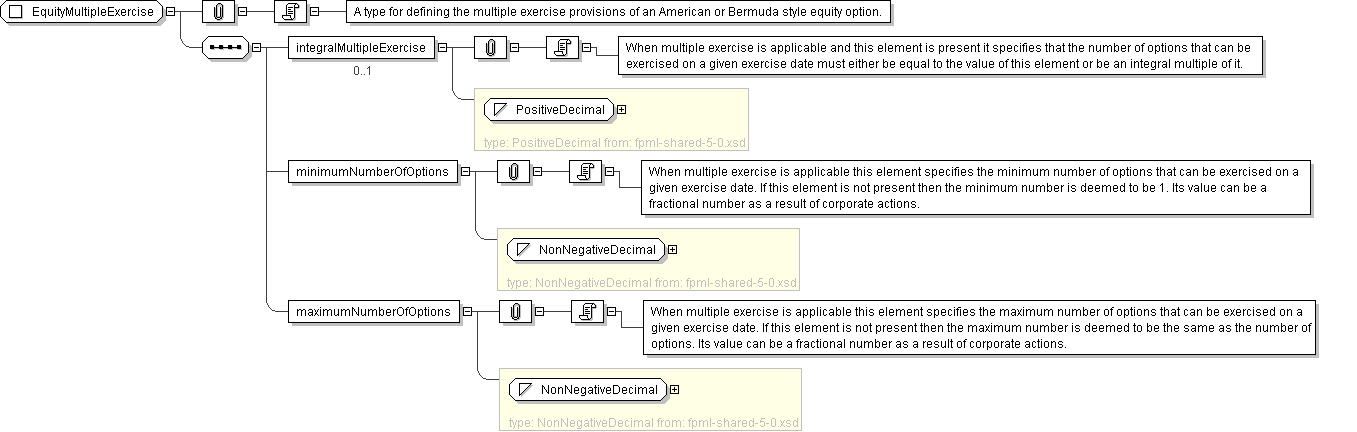 EquityMultipleExercise
A type for defining the multiple exercise provisions of an American or Bermuda style equity option.
integralMultipleExercise
0..1
When multiple exercise is applicable and this element is present it specifies that the number of options that can be
exercised on a given exercise date must either be equal to the value of this element or be an integral multiple of it.
PositiveDecimal
type: PositiveDecimal from: fpml-shared-5-0.xsd
minimumNumberOfOptions
When multiple exercise is applicable this element specifies the minimum number of options that can be exercised on a
given exercise date. If this element is not present then the minimum number is deemed to be 1. Its value can be a
fractional number as a result of corporate actions.
NonNegativeDecimal
type: NonNegativeDecimal from: fpml-shared-5-0.xsd
maximumNumberOfOptions
When multiple exercise is applicable this element specifies the maximum number of options that can be exercised on a
given exercise date. If this element is not present then the maximum number is deemed to be the same as the number of
options. Its value can be a fractional number as a result of corporate actions.
NonNegativeDecimal
type: NonNegativeDecimal from: fpml-shared-5-0.xsd